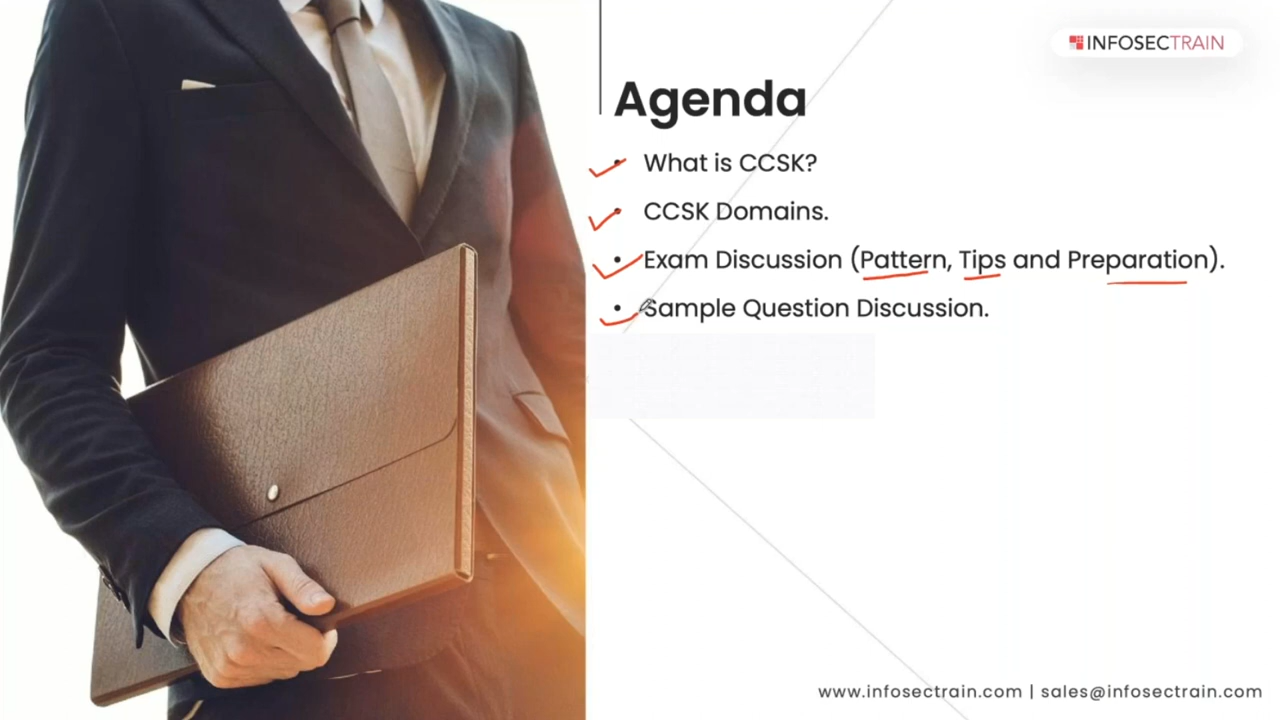 INFOSECTRAIN
Agenda
• What is CCSK?
• CCSK Domains.
• Exam Discussion (Pattern, Tips and Preparation).
• Sample Question Discussion.
www.infosectrain.com | sales@infosectrain.com